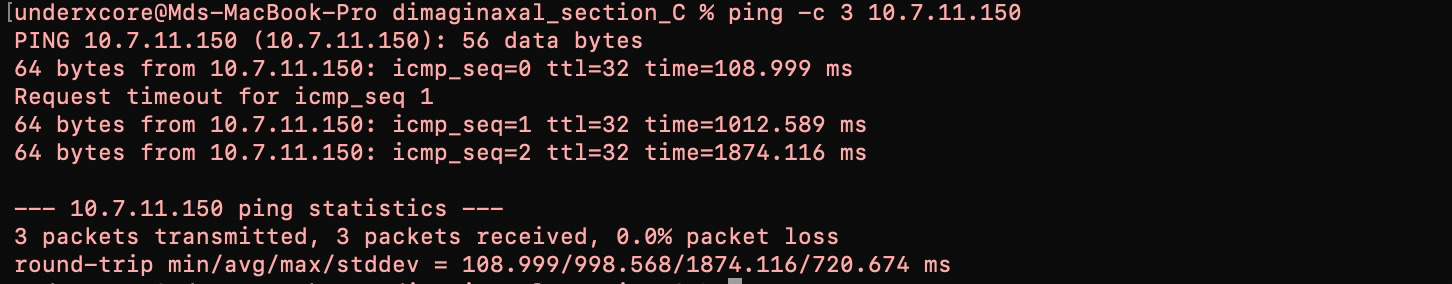 [underxcore@Mds-MacBook-Pro dimaginaxal_section_C % ping -c 3 10.7.11.150
PING 10.7.11.150 (10.7.11.150): 56 data bytes
64 bytes from 10.7.11.150: icmp_seq=0 ttl=32 time=108.999 ms
Request timeout for icmp_seq 1
64 bytes from 10.7.11.150: icmp_seq=1 ttl=32 time=1012.589 ms
64 bytes from 10.7.11.150: icmp_seq=2 ttl=32 time=1874.116 ms
--- 10.7.11.150 ping statistics ---
3 packets transmitted, 3 packets received, 0.0% packet loss
round-trip min/avg/max/stddev = 108.999/998.568/1874.116/720.674 ms